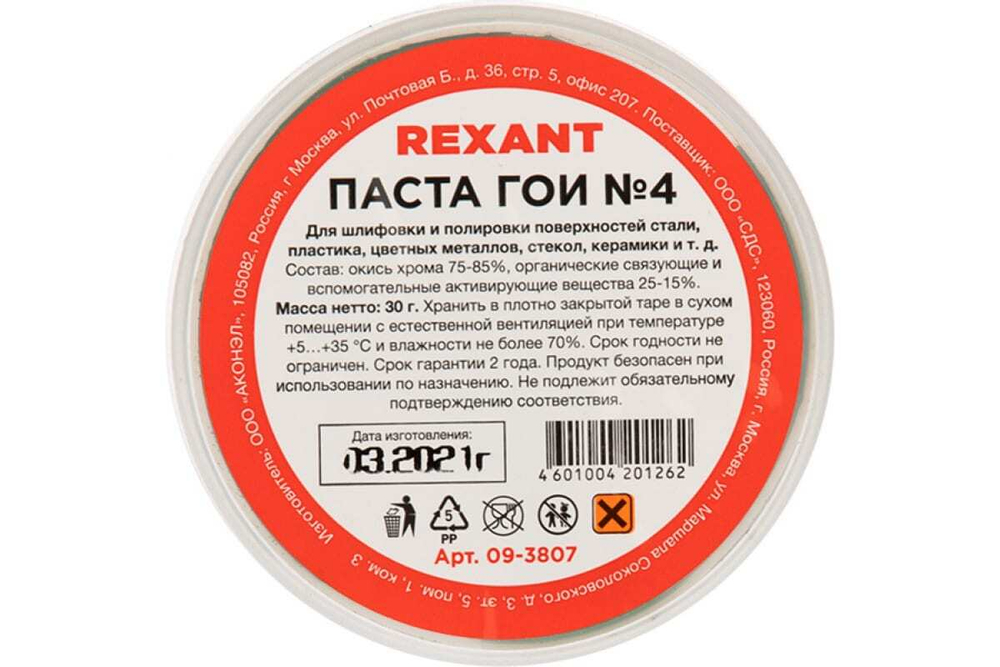 Изготовитель: ООО "АКОНЭЛ", 105082, Россия, г Москва, ул. Почтовая Б., д. 36, стр. 5, офис 207. Поставщик: ООО "СДС", 123060, Россия, г. Москва, ул. Маршала Соколовского, д. 3, эт. 5, пом. 1, ком. 3
REXANT
ПАСТА ГОИ №4
Для шлифовки и полировки поверхностей стали,
пластика, цветных металлов, стекол, керамики и т. д.
Состав: окись хрома 75-85%, органические связующие и
вспомогательные активирующие вещества 25-15%.
Масса нетто: 30 г. Хранить в плотно закрытой таре в сухом
помещении с естественной вентиляцией при температуре
+5...+35 °С и влажности не более 70%. Срок годности не
ограничен. Срок гарантии 2 года. Продукт безопасен при
использовании по назначению. Не подлежит обязательному
подтверждению соответствия.
Дата изготовления:
03.2021г
4 601004 201262
5
PP
Арт. 09-3807